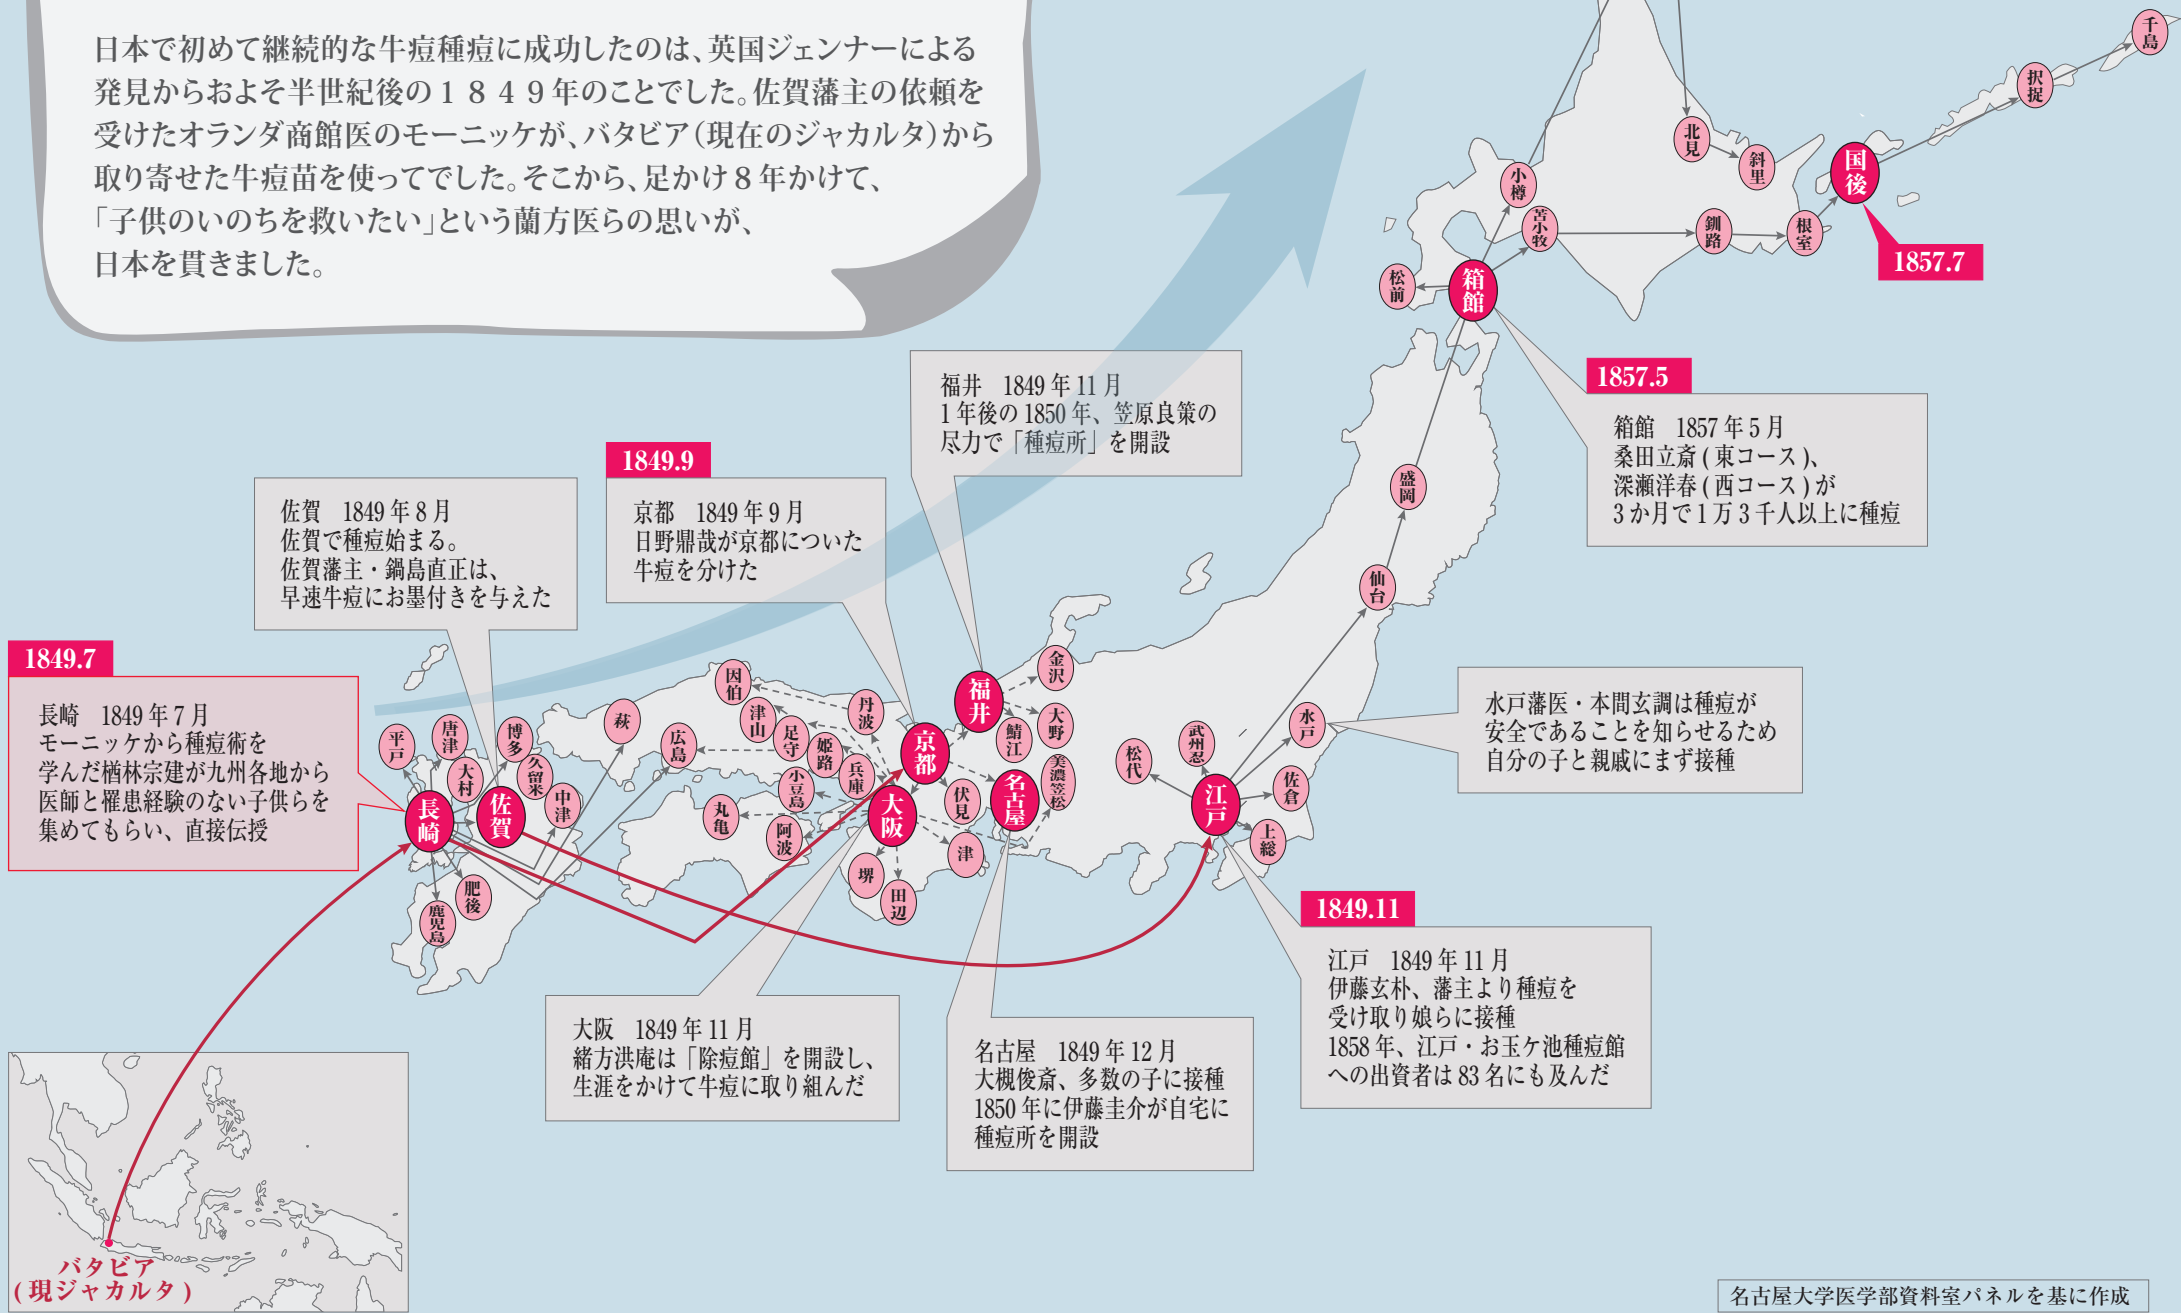 日本で初めて継続的な牛痘種痘に成功したのは、英国ジェンナーによる
発見からおよそ半世紀後の１８４９年のことでした。佐賀藩主の依頼を
受けたオランダ商館医のモーニッケが、バタビア（現在のジャカルタ）から
取り寄せた牛痘苗を使ってでした。そこから、足かけ８年かけて、
「子供のいのちを救いたい」という蘭方医らの思いが、
日本を貫きました。
千島
択捉
国後
1857.7
北見
斜里
小樽
苫小牧
釧路
根室
松前
箱館
1857.5
箱館　1857 年 5 月
桑田立斎 ( 東コース )、
深瀬洋春 ( 西コース ) が
3 か月で 1 万 3 千人以上に種痘
福井　1849 年 11 月
1 年後の 1850 年、笠原良策の
尽力で「種痘所」を開設
1849.9
京都　1849 年 9 月
日野鼎哉が京都についた
牛痘を分けた
佐賀　1849 年 8 月
佐賀で種痘始まる。
佐賀藩主・鍋島直正は、
早速牛痘にお墨付きを与えた
1849.7
長崎　1849 年 7 月
モーニッケから種痘術を
学んだ楢林宗建が九州各地から
医師と罹患経験のない子供らを
集めてもらい、直接伝授
盛岡
仙台
水戸
水戸藩医・本間玄調は種痘が
安全であることを知らせるため
自分の子と親戚にまず接種
平戸
唐津
大村
博多
久留米
中津
長崎
佐賀
肥後
鹿児島
萩
広島
因伯
津山
足守
姫路
丹波
兵庫
小豆島
丸亀
阿波
大阪
京都
伏見
堺
田辺
津
福井
金沢
大野
鯖江
名古屋
美濃笠松
松代
武州忍
江戸
佐倉
上総
1849.11
江戸　1849 年 11 月
伊藤玄朴、藩主より種痘を
受け取り娘らに接種
1858 年、江戸・お玉ケ池種痘館
への出資者は 83 名にも及んだ
大阪　1849 年 11 月
緒方洪庵は「除痘館」を開設し、
生涯をかけて牛痘に取り組んだ
名古屋　1849 年 12 月
大槻俊斎、多数の子に接種
1850 年に伊藤圭介が自宅に
種痘所を開設
バタビア
( 現ジャカルタ )
名古屋大学医学部資料室パネルを基に作成